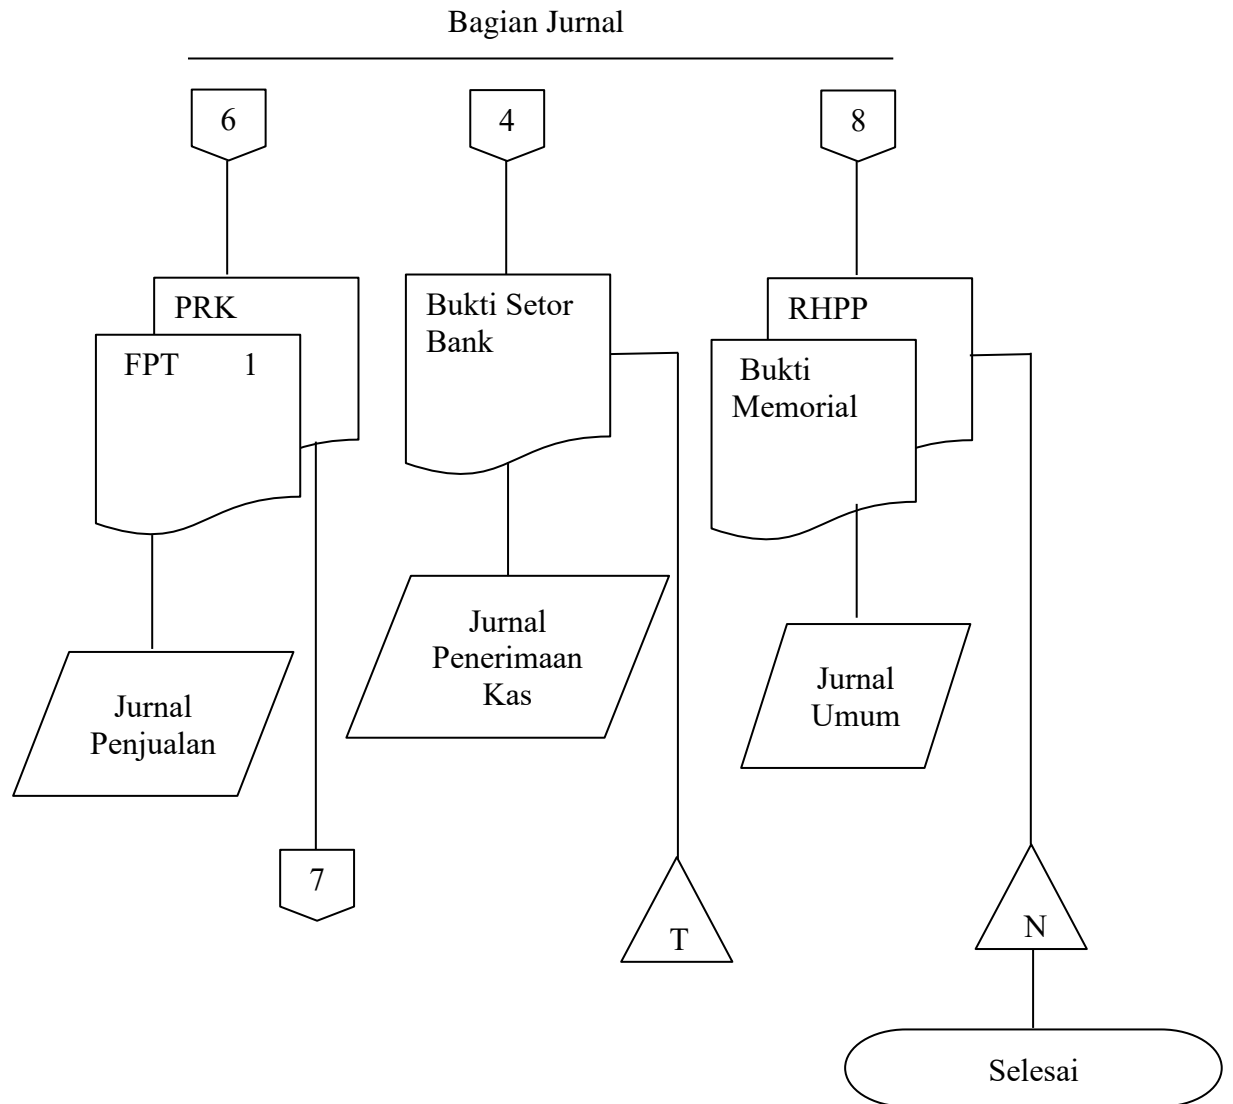 Bagian Jurnal
6
4
8
PRK
FPT 1
Bukti Setor
Bank
RHPP
Bukti
Memorial
Jurnal
Penjualan
Jurnal
Penerimaan
Kas
Jurnal
Umum
7
T
N
Selesai